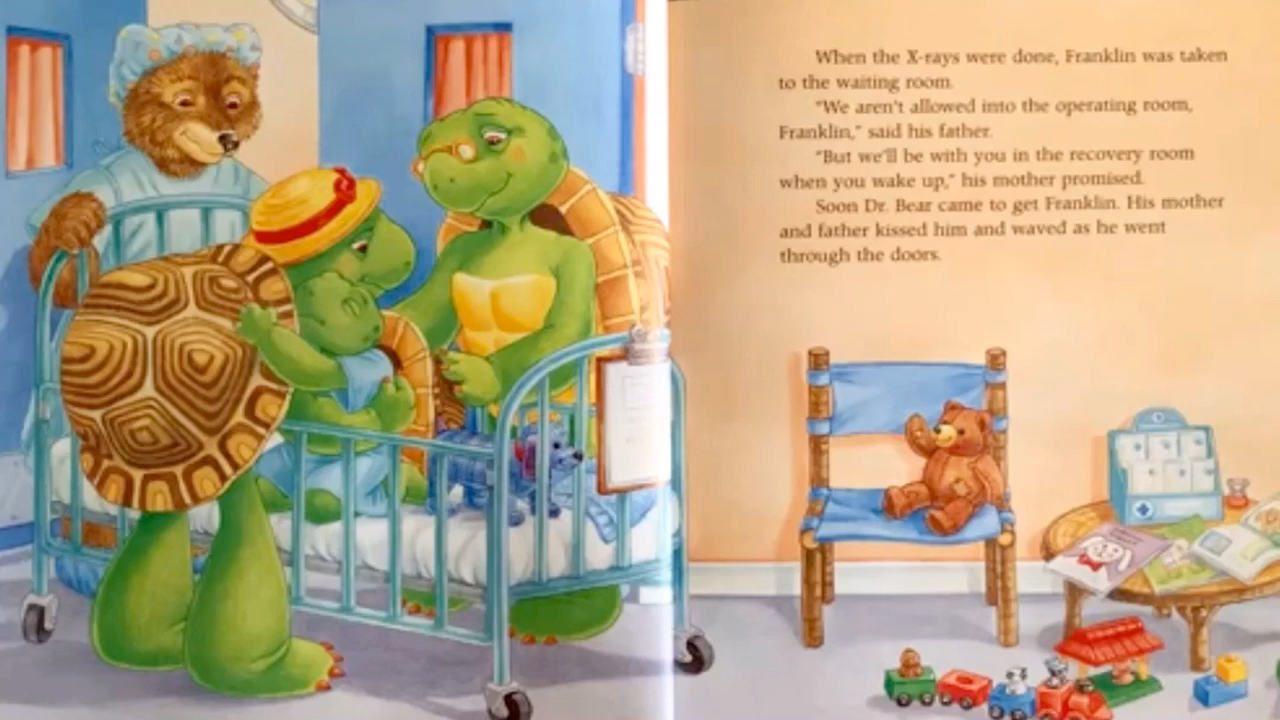 When the X-rays were done, Franklin was taken
to the waiting room.
"We aren't allowed into the operating room,
Franklin," said his father.
"But we'll be with you in the recovery room
when you wake up," his mother promised.
Soon Dr. Bear came to get Franklin. His mother
and father kissed him and waved as he went
through the doors.